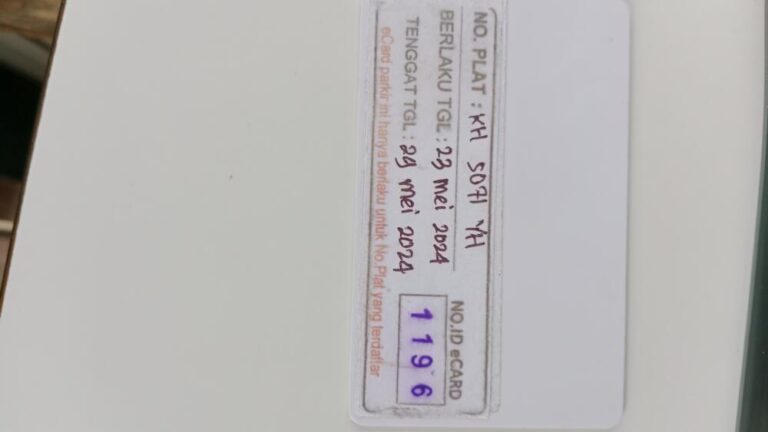 NO. PLAT : KH 5071 YH
BERLAKU TGL : 23 Mei 2024
TENGGAT TGL : 29 Mei 2024
NO.ID eCARD
1196
eCard parkir ini hanya berlaku untuk No.Plat yang terdaftar